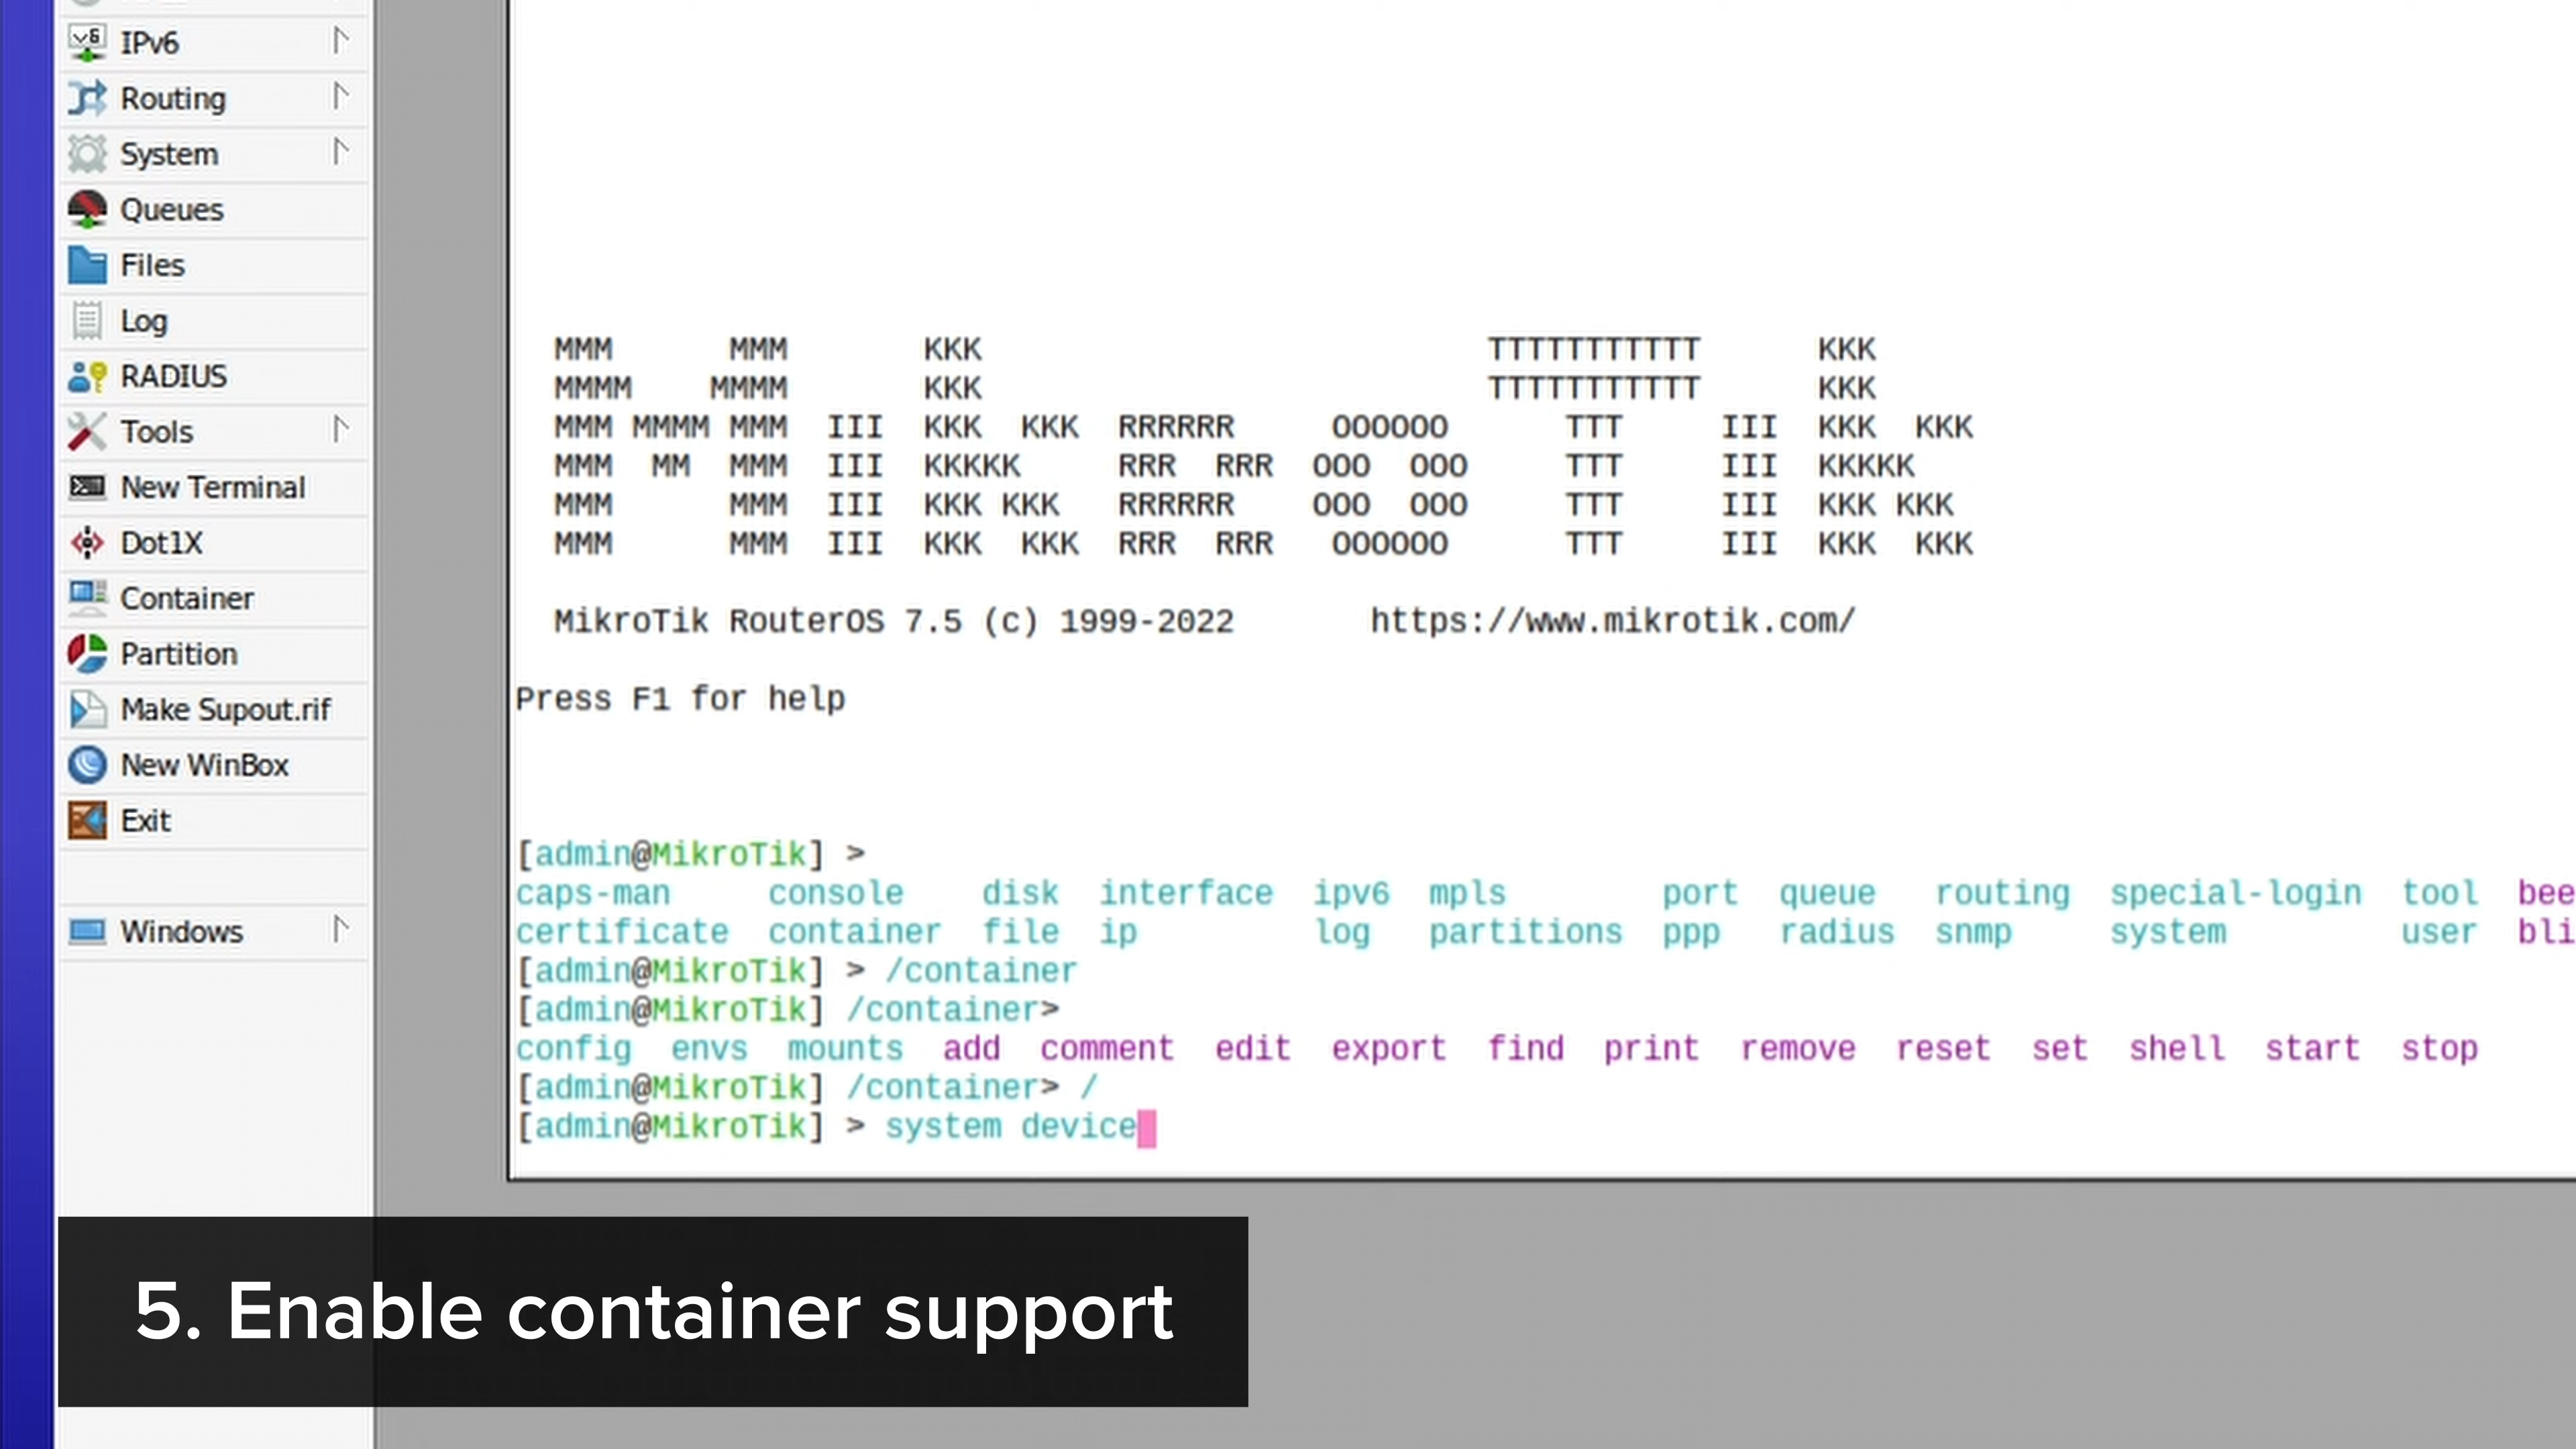 IPv6
Routing
System
Queues
Files
Log
RADIUS
Tools
New Terminal
Dot1X
Container
Partition
Make Supout.rif
New WinBox
Exit
Windows
MMM      MMM       KKK                          TTTTTTTTTTT      KKK
MMMM    MMMM       KKK                          TTTTTTTTTTT      KKK
MMM MMMM MMM  III  KKK  KKK  RRRRRR     OOOOOO      TTT     III  KKK  KKK
MMM  MM  MMM  III  KKKKK     RRR  RRR  OOO  OOO     TTT     III  KKKKK
MMM      MMM  III  KKK KKK   RRRRRR    OOO  OOO     TTT     III  KKK KKK
MMM      MMM  III  KKK  KKK  RRR  RRR   OOOOOO      TTT     III  KKK  KKK
MikroTik RouterOS 7.5 (c) 1999-2022       https://www.mikrotik.com/
Press F1 for help
[admin@MikroTik] >
caps-man     console    disk  interface  ipv6  mpls        port  queue   routing  special-login  tool  bee
certificate  container  file  ip         log   partitions  ppp   radius  snmp     system         user  bli
[admin@MikroTik] > /container
[admin@MikroTik] /container>
config  envs  mounts  add  comment  edit  export  find  print  remove  reset  set  shell  start  stop
[admin@MikroTik] /container> /
[admin@MikroTik] > system device
5. Enable container support